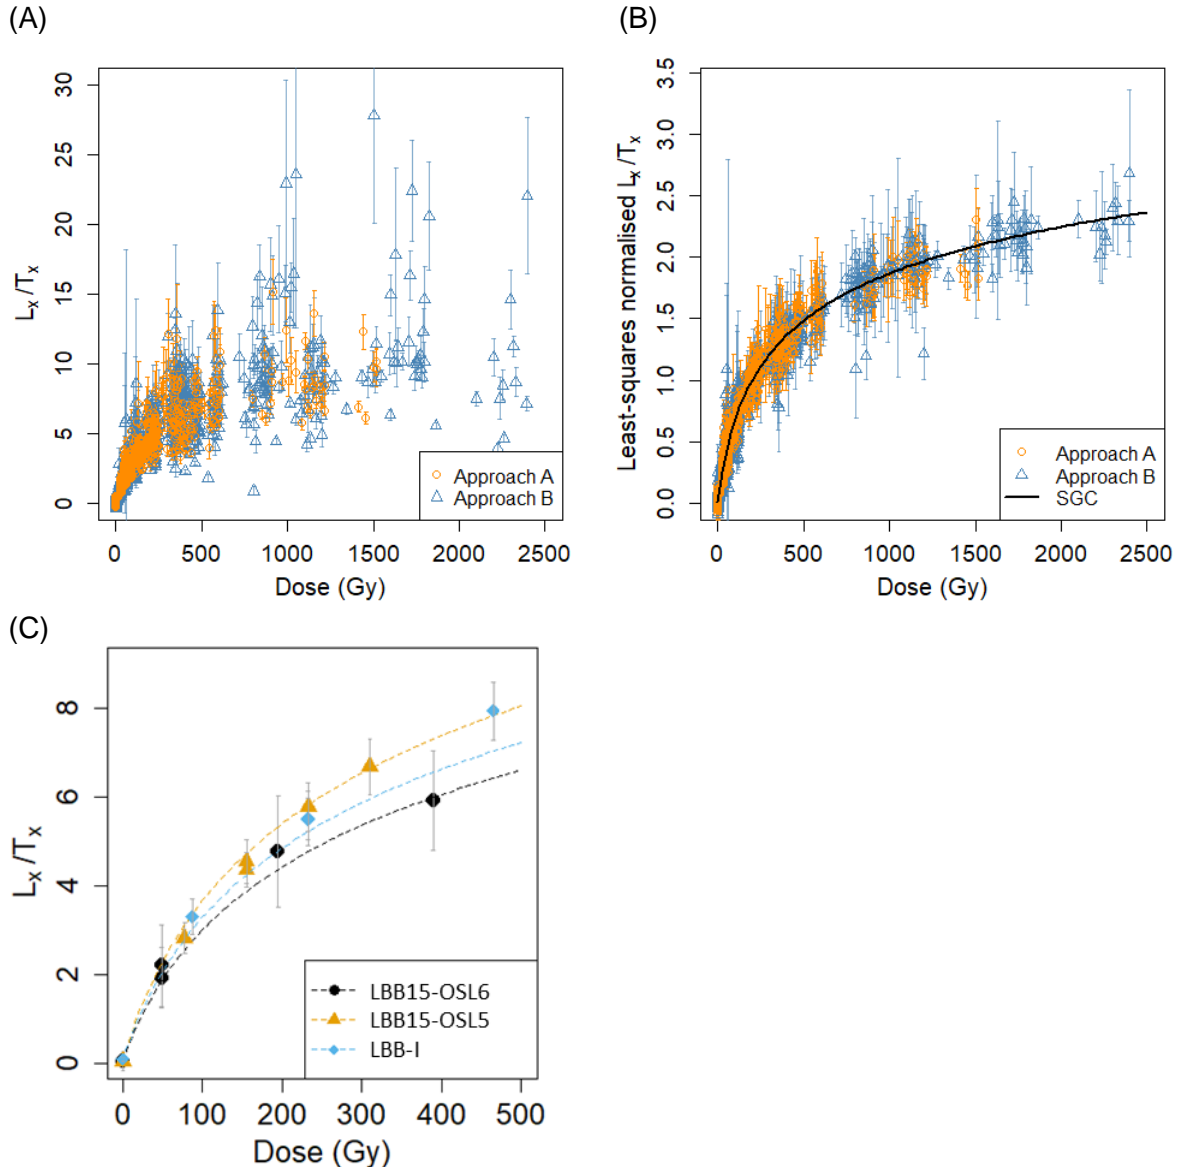 (A)
(B)
30
25
20
15
10
5
0
Lx/Tx
Approach A
Approach B
0 500 1000 1500 2000 2500
Dose (Gy)
3.5
3.0
2.5
2.0
1.5
1.0
0.5
0.0
Least-squares normalised Lx/Tx
Approach A
Approach B
SGC
0 500 1000 1500 2000 2500
Dose (Gy)
(C)
8
6
4
2
0
Lx/Tx
LBB15-OSL6
LBB15-OSL5
LBB-I
0 100 200 300 400 500
Dose (Gy)